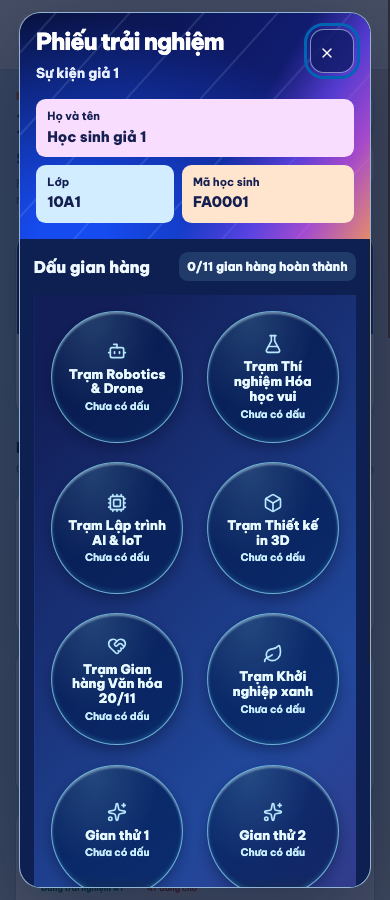 Phiếu trải nghiệm
Sự kiện giả 1
Họ và tên
Học sinh giả 1
Lớp
10A1
Mã học sinh
FA0001
Dấu gian hàng
0/11 gian hàng hoàn thành
Trạm Robotics
& Drone
Chưa có dấu
Trạm Thí
nghiệm Hóa
học vui
Chưa có dấu
Trạm Lập trình
AI & IoT
Chưa có dấu
Trạm Thiết kế
in 3D
Chưa có dấu
Trạm Gian
hàng Văn hóa
20/11
Chưa có dấu
Trạm Khởi
nghiệp xanh
Chưa có dấu
Gian thử 1
Chưa có dấu
Gian thử 2
Chưa có dấu